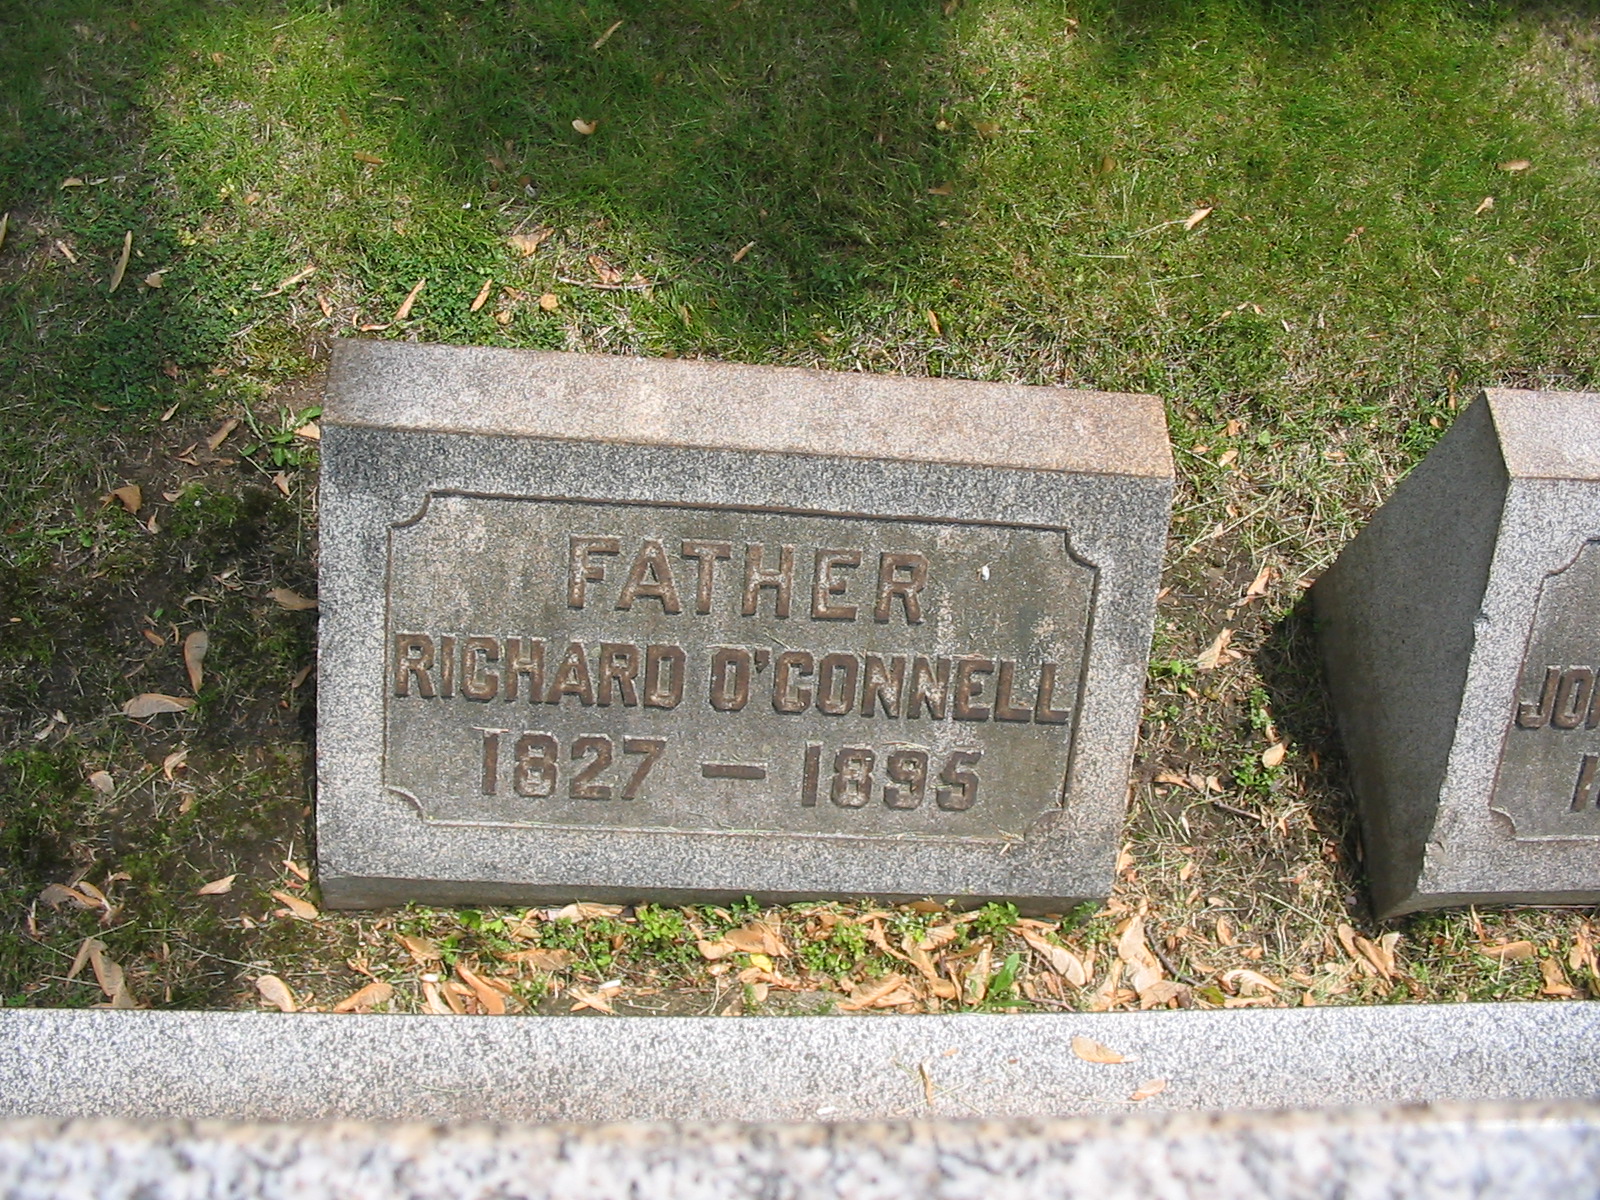 FATHER
RICHARD O'CONNELL
1827 — 1895